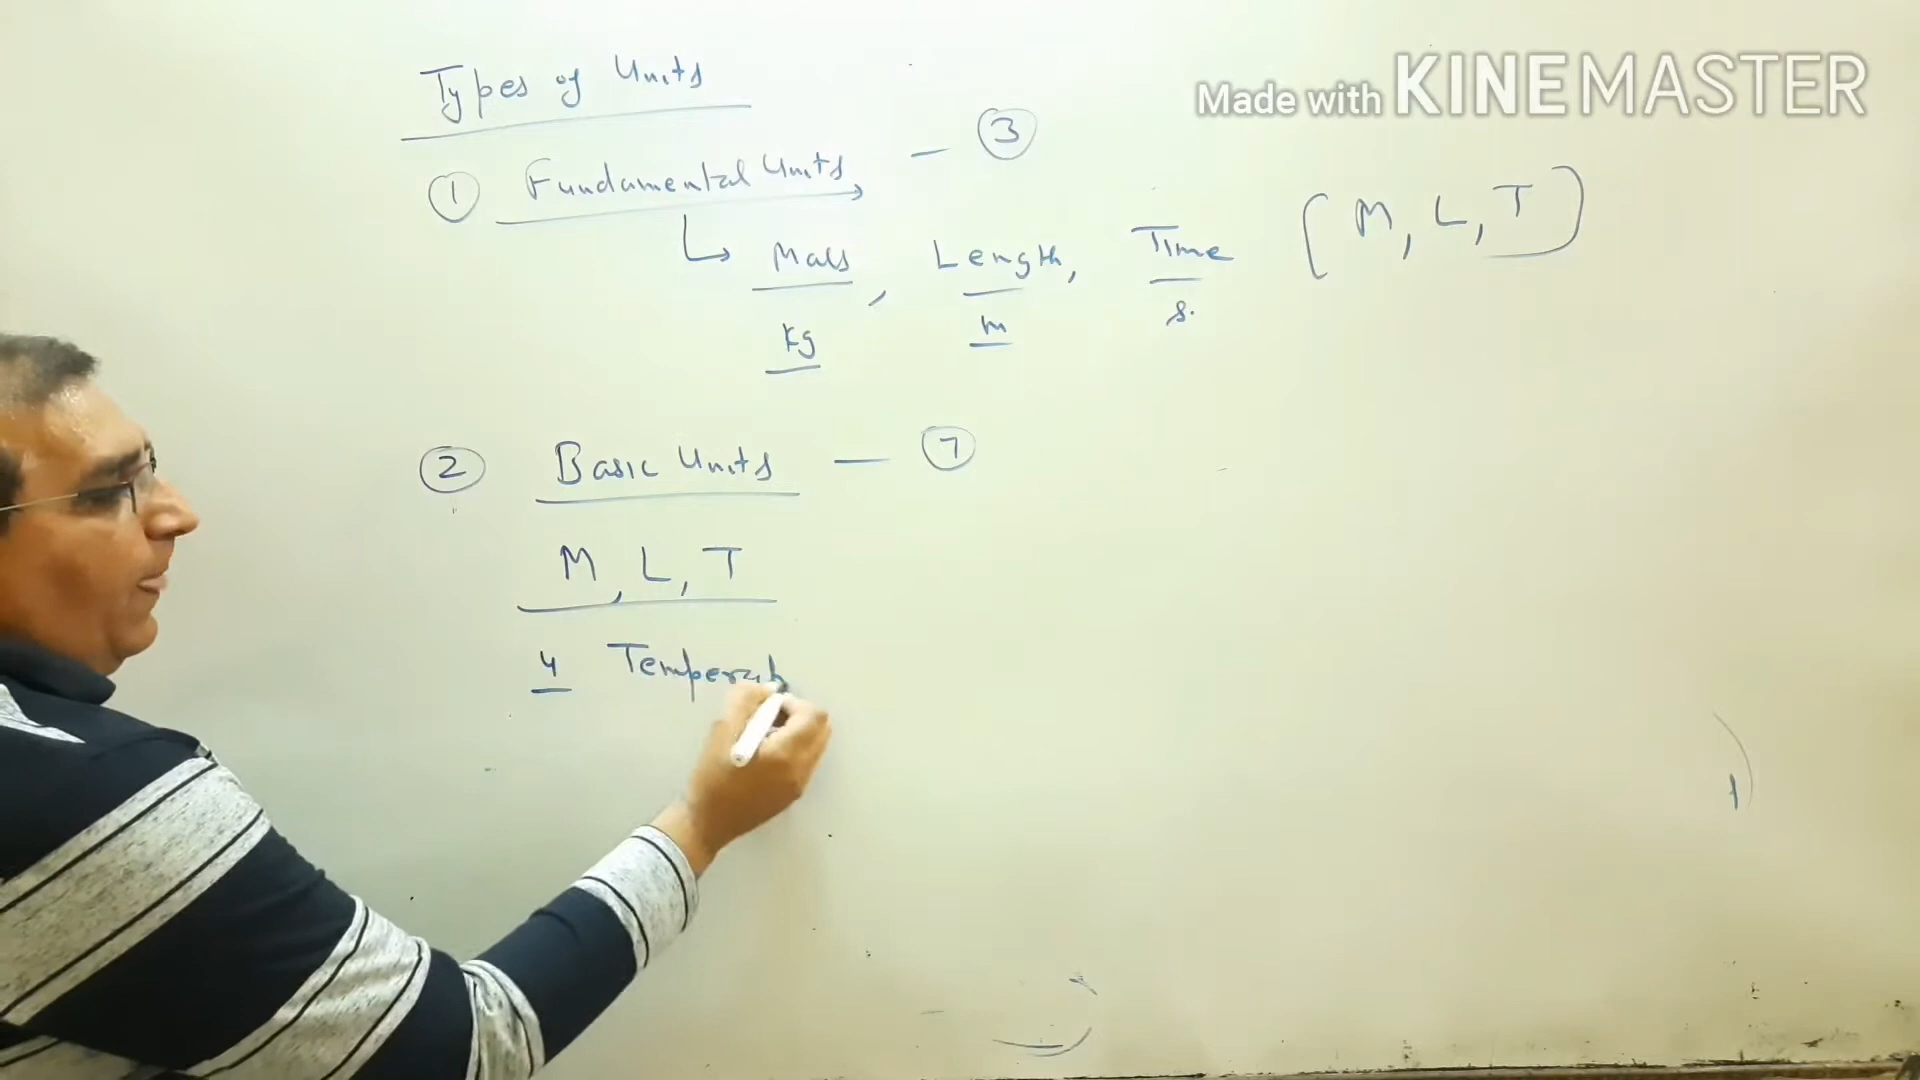 Types of Units
Made with KINEMASTER
① Fundamental Units — ③
Mass, Length, Time [M, L, T]
kg m s.
② Basic Units — ⑦
M, L, T
4 Temperat